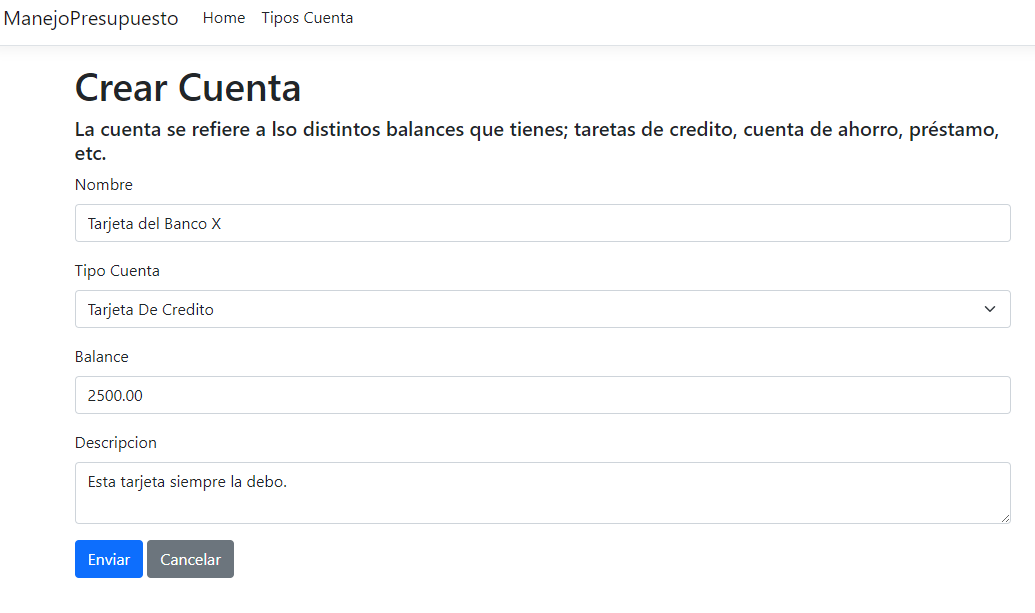 ManejoPresupuesto Home Tipos Cuenta
Crear Cuenta
La cuenta se refiere a lso distintos balances que tienes; taretas de credito, cuenta de ahorro, préstamo,
etc.
Nombre
Tarjeta del Banco X
Tipo Cuenta
Tarjeta De Credito
Balance
2500.00
Descripcion
Esta tarjeta siempre la debo.
Enviar Cancelar